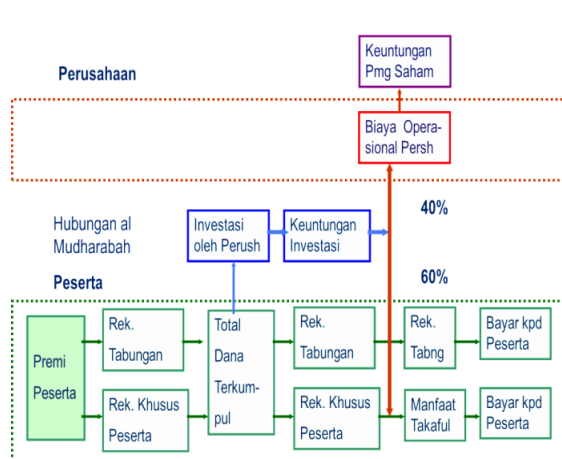 Keuntungan
Pmg Saham
Perusahaan
Biaya Opera-
sional Persh
40%
Hubungan al
Mudharabah
Investasi
oleh Perush
Keuntungan
Investasi
Peserta
60%
Premi
Peserta
Rek.
Tabungan
Rek. Khusus
Peserta
Total
Dana
Terkum-
pul
Rek.
Tabungan
Rek. Khusus
Peserta
Rek.
Tabng
Manfaat
Takaful
Bayar kpd
Peserta
Bayar kpd
Peserta